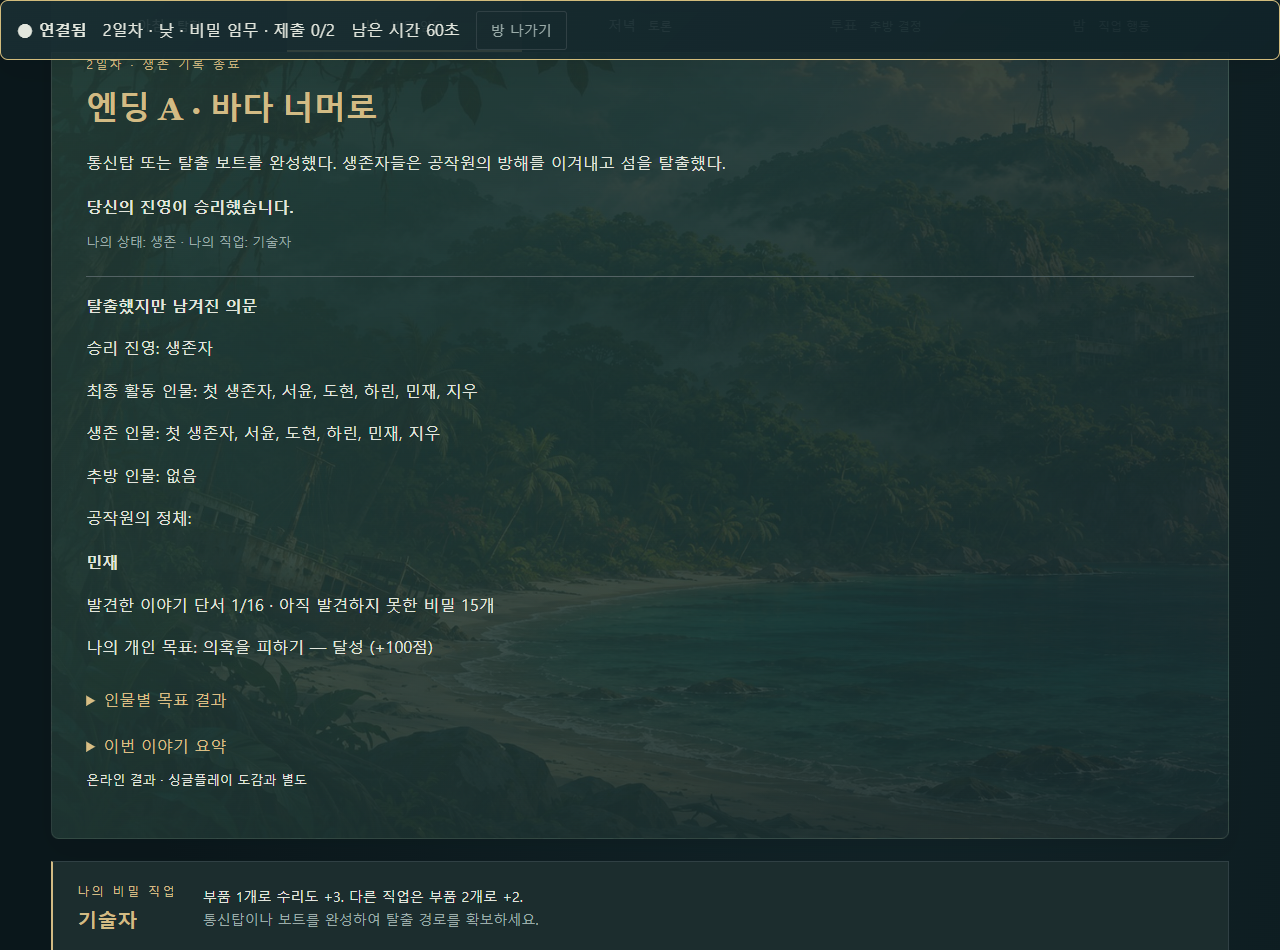 연결됨 2일차 · 낮 · 비밀 임무 · 제출 0/2 남은 시간 60초 방 나가기
저녁 토론 투표 추방 결정 밤 직업 행동
2일차 · 생존 기록 종료
엔딩 A · 바다 너머로
통신탑 또는 탈출 보트를 완성했다. 생존자들은 공작원의 방해를 이겨내고 섬을 탈출했다.
당신의 진영이 승리했습니다.
나의 상태: 생존 · 나의 직업: 기술자
탈출했지만 남겨진 의문
승리 진영: 생존자
최종 활동 인물: 첫 생존자, 서윤, 도현, 하린, 민재, 지우
생존 인물: 첫 생존자, 서윤, 도현, 하린, 민재, 지우
추방 인물: 없음
공작원의 정체:
민재
발견한 이야기 단서 1/16 · 아직 발견하지 못한 비밀 15개
나의 개인 목표: 의혹을 피하기 — 달성 (+100점)
▶ 인물별 목표 결과
▶ 이번 이야기 요약
온라인 결과 · 싱글플레이 도감과 별도
나의 비밀 직업
기술자
부품 1개로 수리도 +3. 다른 직업은 부품 2개로 +2.
통신탑이나 보트를 완성하여 탈출 경로를 확보하세요.